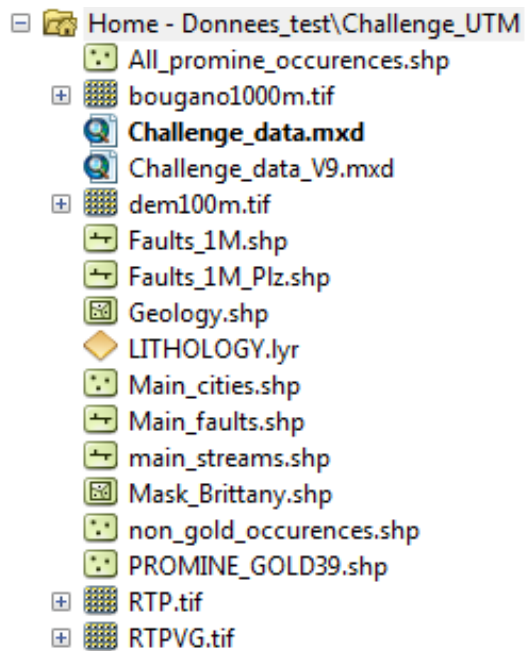 Home - Donnees_test\Challenge_UTM
All_promine_occurences.shp
bougano1000m.tif
Challenge_data.mxd
Challenge_data_V9.mxd
dem100m.tif
Faults_1M.shp
Faults_1M_Plz.shp
Geology.shp
LITHOLOGY.lyr
Main_cities.shp
Main_faults.shp
main_streams.shp
Mask_Brittany.shp
non_gold_occurences.shp
PROMINE_GOLD39.shp
RTP.tif
RTPVG.tif